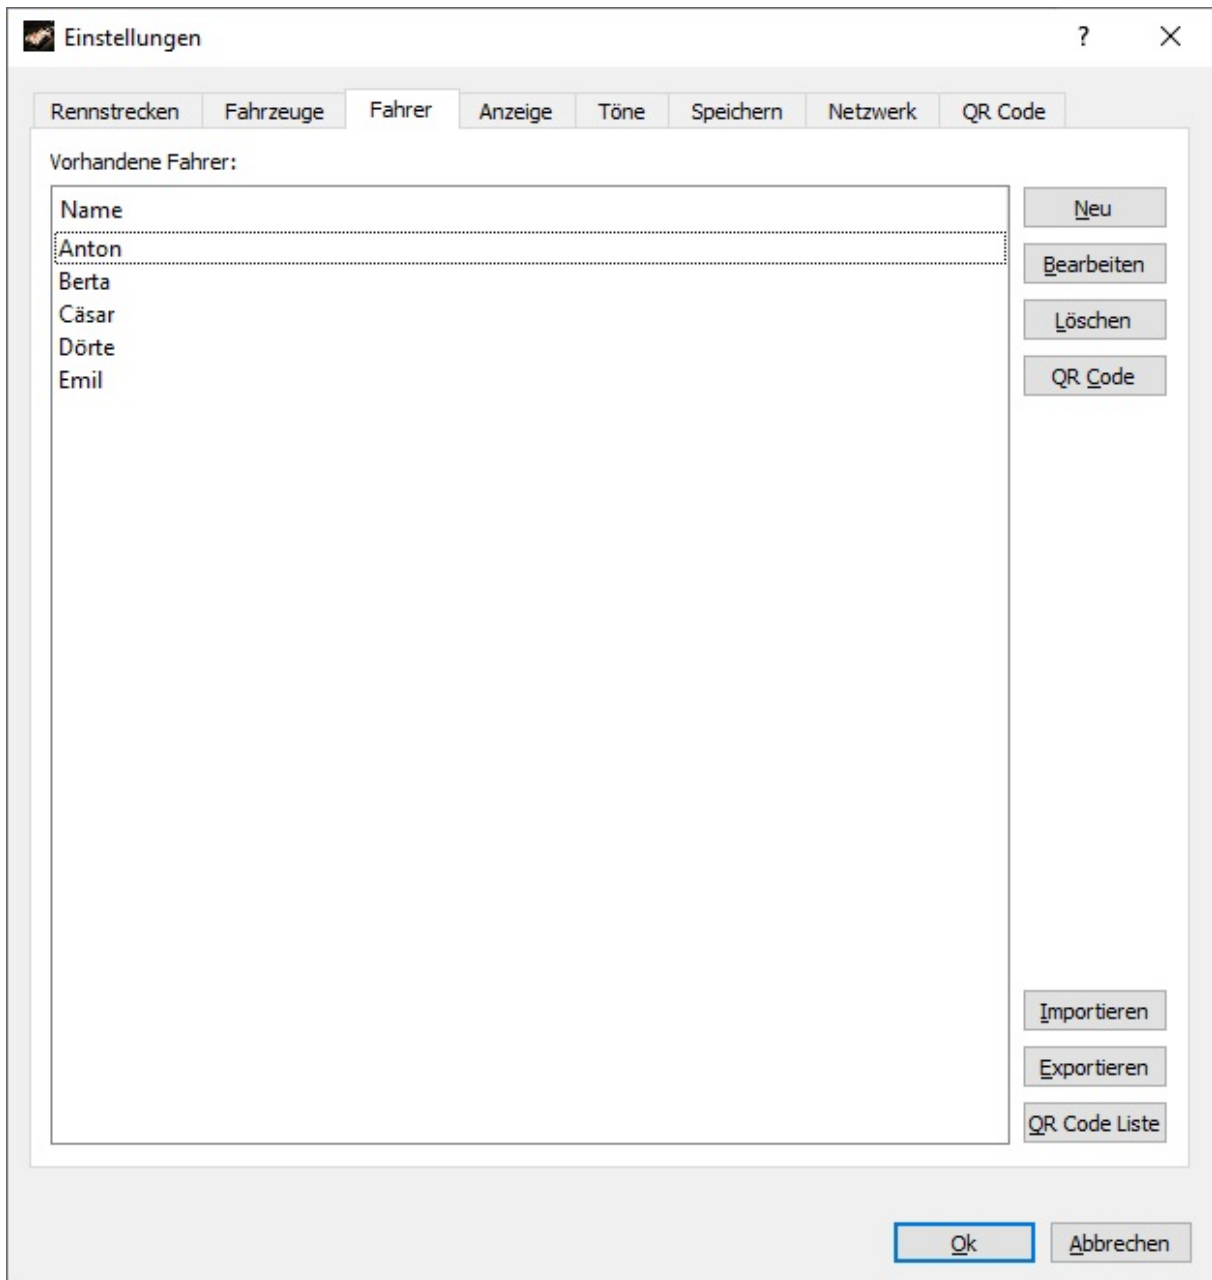 Einstellungen
?
Rennstrecken Fahrzeuge Fahrer Anzeige Töne Speichern Netzwerk QR Code
Vorhandene Fahrer:
Name
Anton
Berta
Cäsar
Dörte
Emil
Neu
Bearbeiten
Löschen
QR Code
Importieren
Exportieren
QR Code Liste
Ok Abbrechen